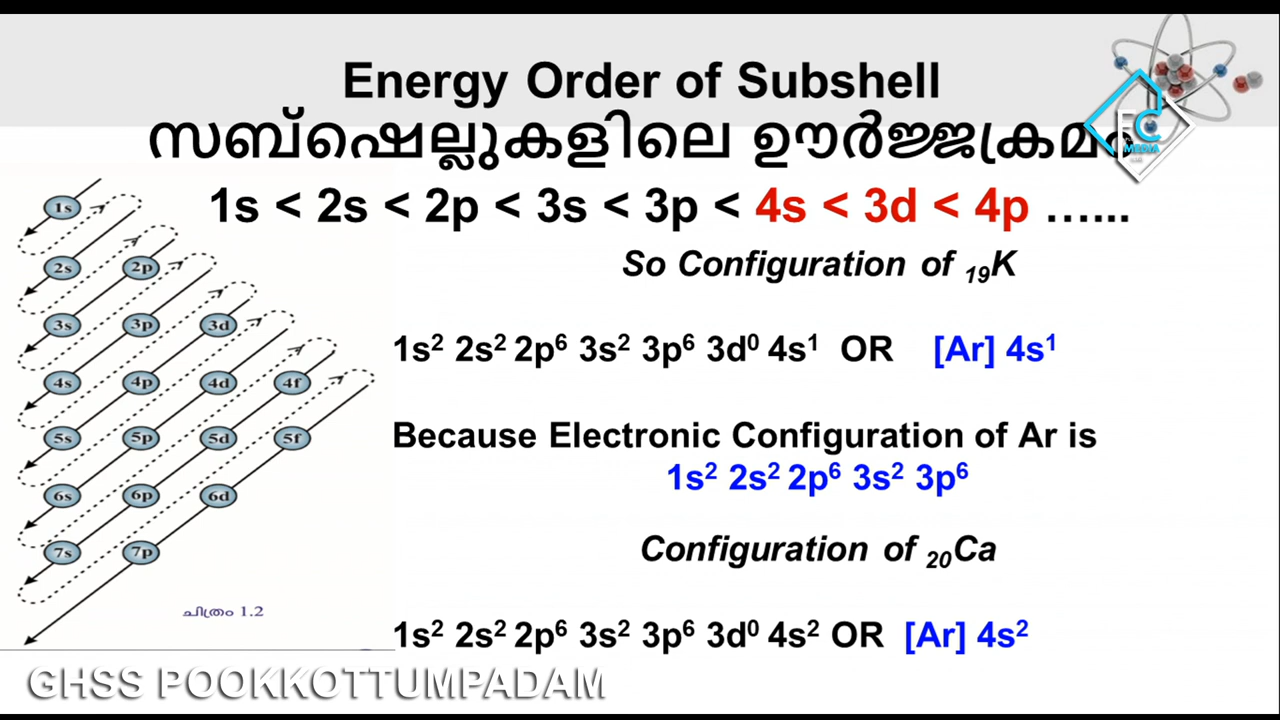 Energy Order of Subshell
സബ്ഷെല്ലുകളിലെ ഊർജ്ജക്രമം
EC
MEDIA
1s < 2s < 2p < 3s < 3p < 4s < 3d < 4p …...
So Configuration of ₁₉K
1s² 2s² 2p⁶ 3s² 3p⁶ 3d⁰ 4s¹ OR [Ar] 4s¹
Because Electronic Configuration of Ar is
1s² 2s² 2p⁶ 3s² 3p⁶
Configuration of ₂₀Ca
1s² 2s² 2p⁶ 3s² 3p⁶ 3d⁰ 4s² OR [Ar] 4s²
1s
2s 2p
3s 3p 3d
4s 4p 4d 4f
5s 5p 5d 5f
6s 6p 6d
7s 7p
ചിത്രം 1.2
GHSS POOKKOTTUMPADAM